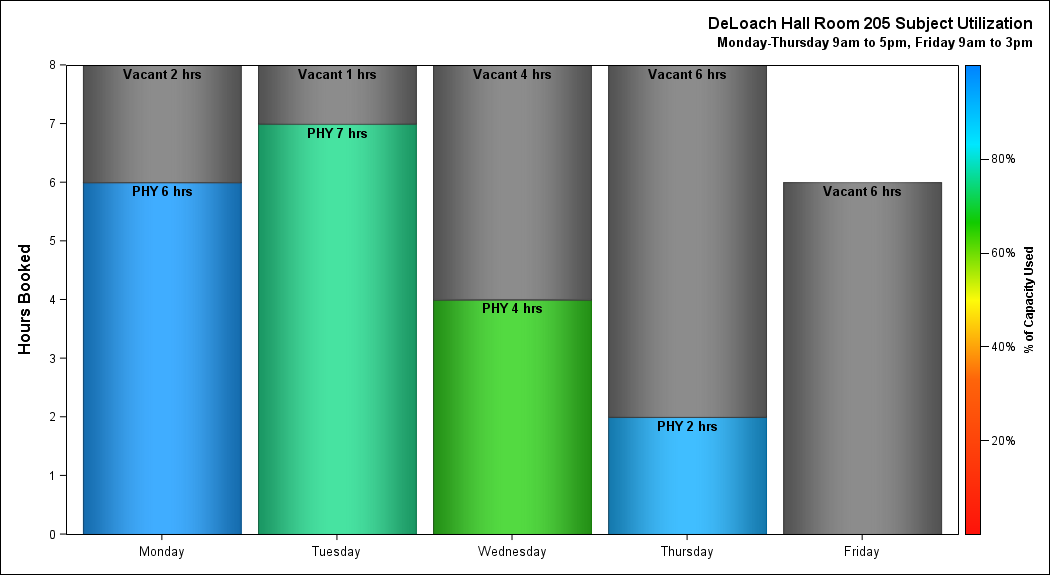 DeLoach Hall Room 205 Subject Utilization
Monday-Thursday 9am to 5pm, Friday 9am to 3pm
Hours Booked
8
7
6
5
4
3
2
1
0
Vacant 2 hrs
PHY 6 hrs
Vacant 1 hrs
PHY 7 hrs
Vacant 4 hrs
PHY 4 hrs
Vacant 6 hrs
PHY 2 hrs
Vacant 6 hrs
Monday
Tuesday
Wednesday
Thursday
Friday
80%
60%
40%
20%
% of Capacity Used